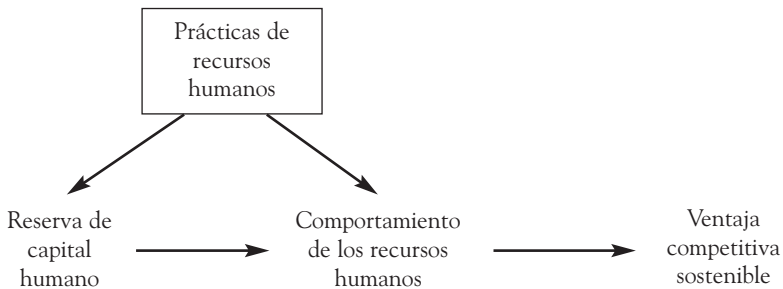 Prácticas de
recursos
humanos
Reserva de
capital
humano
Comportamiento
de los recursos
humanos
Ventaja
competitiva
sostenible